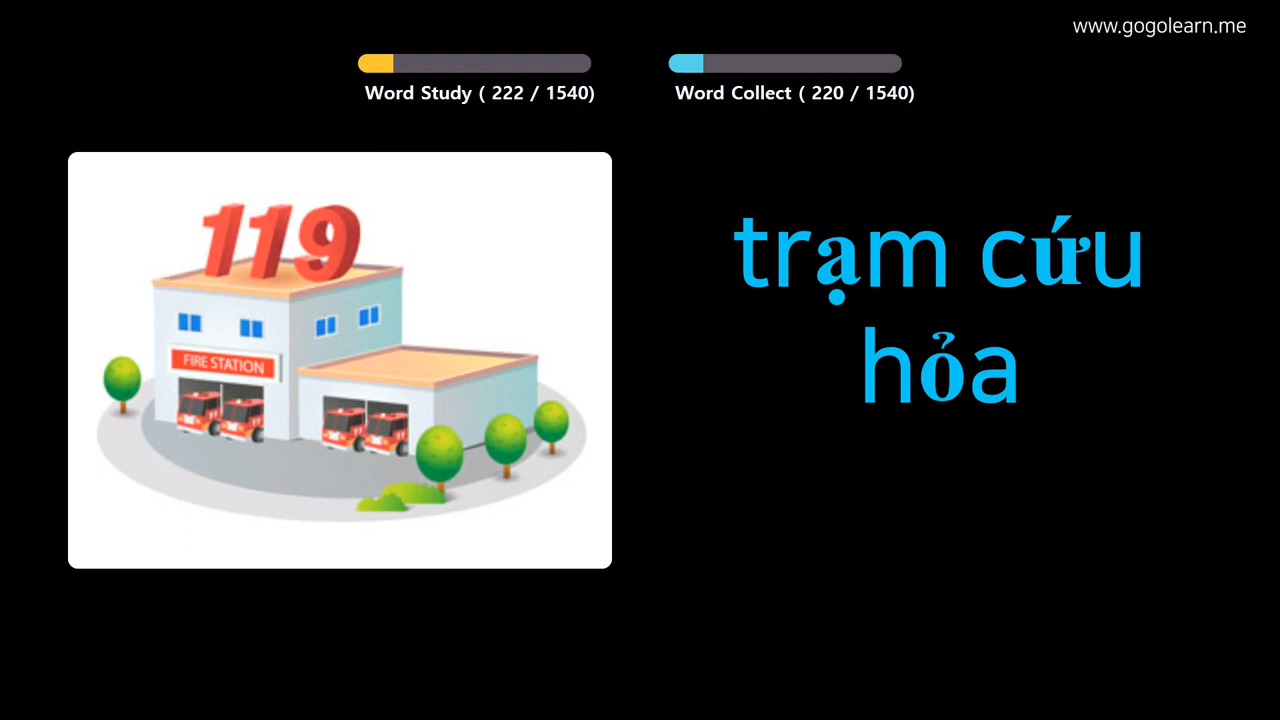 www.gogolearn.me
Word Study ( 222 / 1540)
Word Collect ( 220 / 1540)
119
FIRE STATION
trạm cứu
hỏa